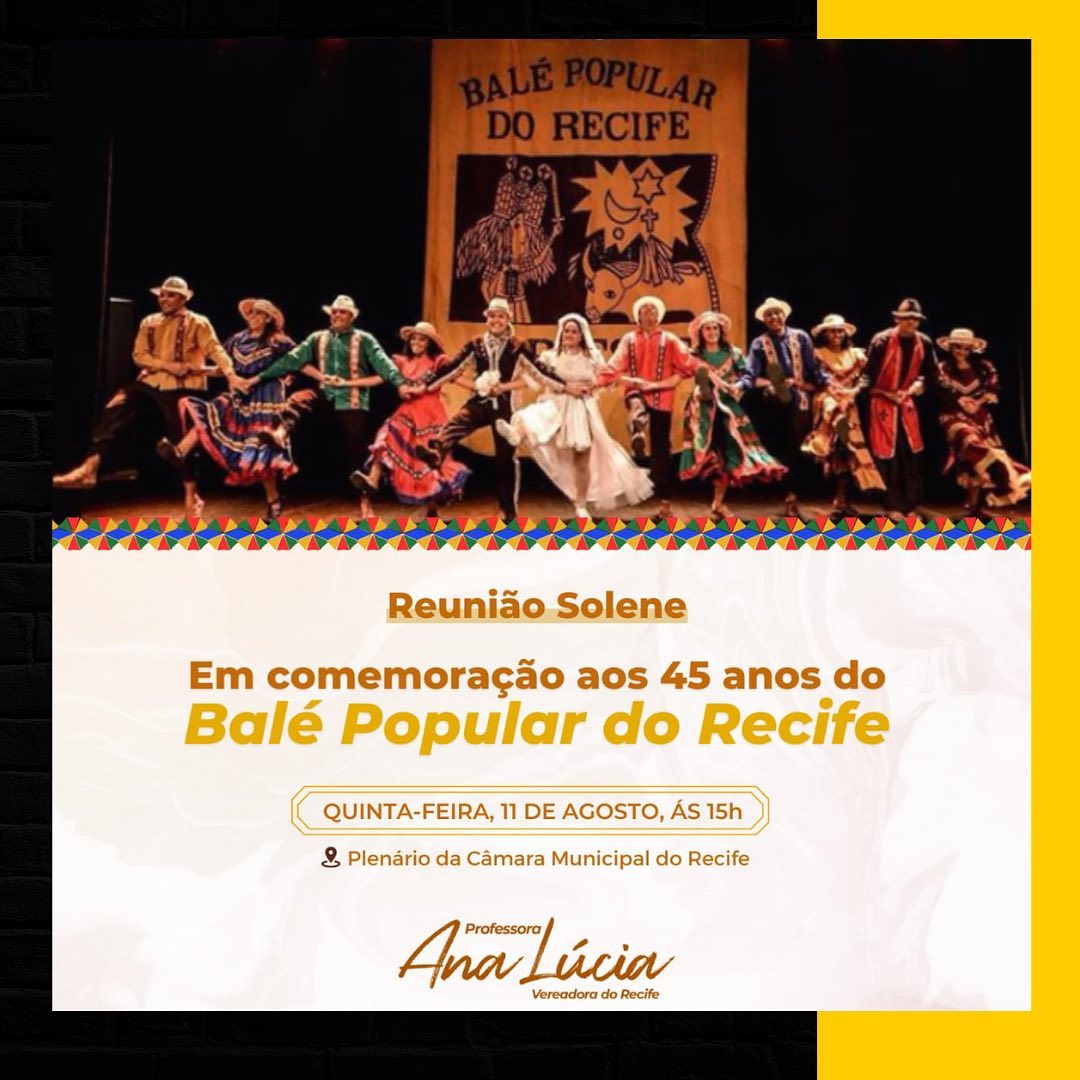 BALÉ POPULAR
DO RECIFE
Reunião Solene
Em comemoração aos 45 anos do
Balé Popular do Recife
QUINTA-FEIRA, 11 DE AGOSTO, ÁS 15h
Plenário da Câmara Municipal do Recife
Professora
Ana Lúcia
Vereadora do Recife